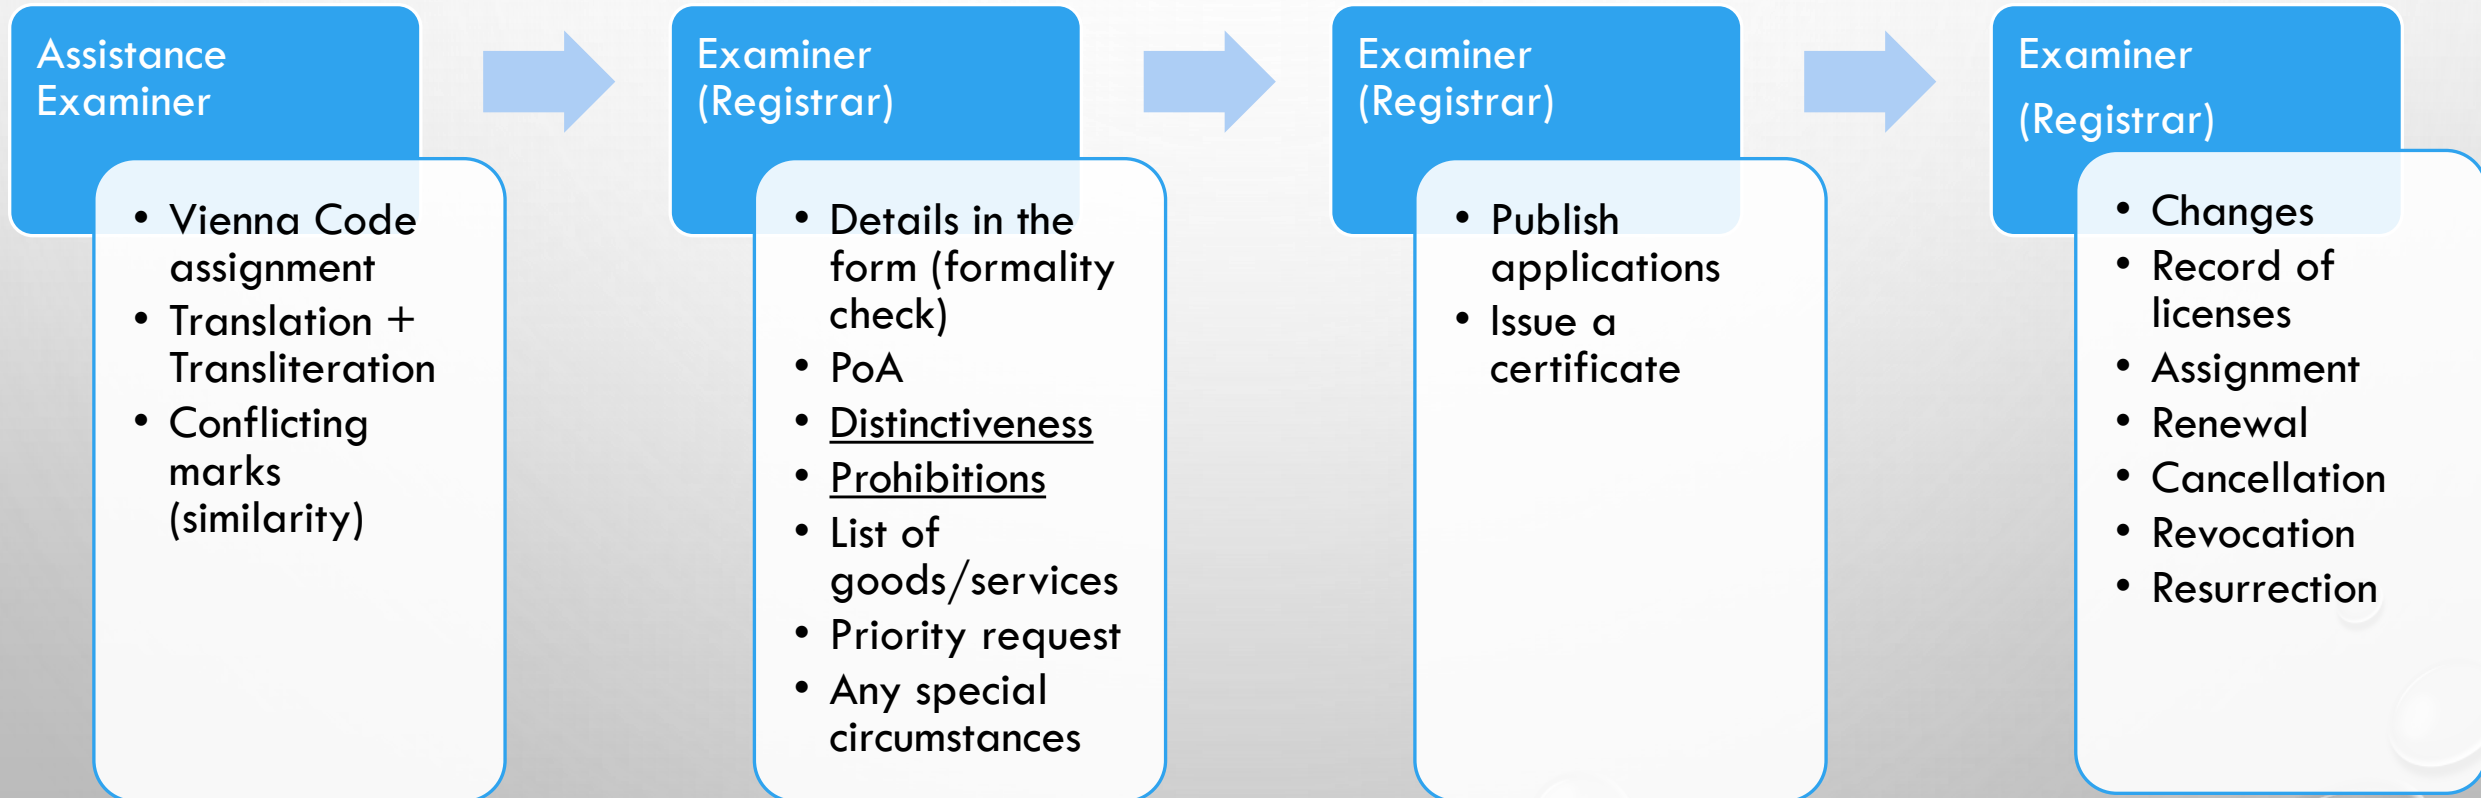 Assistance
Examiner
• Vienna Code
assignment
• Translation +
Transliteration
• Conflicting
marks
(similarity)
Examiner
(Registrar)
• Details in the
form (formality
check)
• PoA
• Distinctiveness
• Prohibitions
• List of
goods/services
• Priority request
• Any special
circumstances
Examiner
(Registrar)
• Publish
applications
• Issue a
certificate
Examiner
(Registrar)
• Changes
• Record of
licenses
• Assignment
• Renewal
• Cancellation
• Revocation
• Resurrection